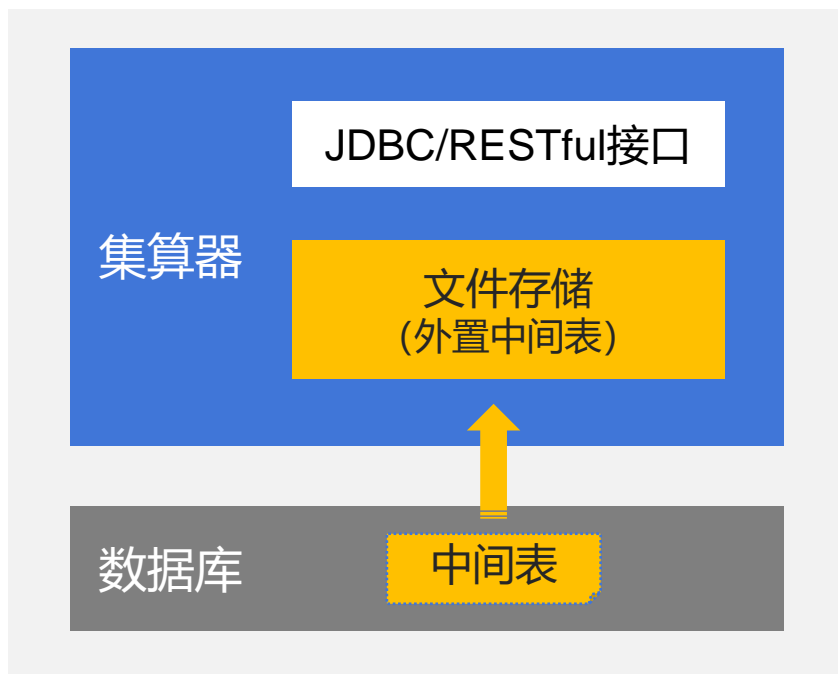 JDBC/RESTful接口
集算器
文件存储
（外置中间表）
数据库
中间表